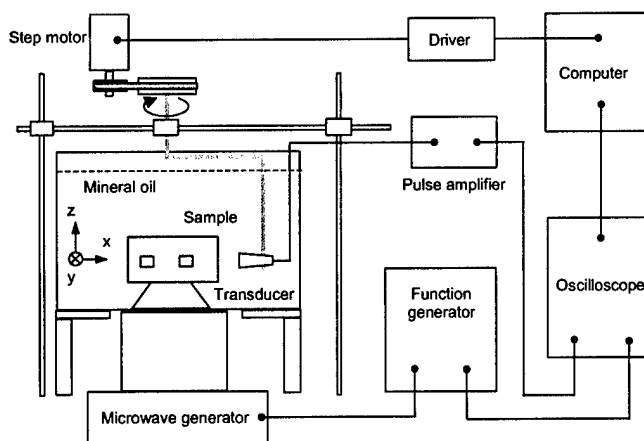 Step motor
Driver
Computer
Pulse amplifier
Mineral oil
Sample
z
x
y
Transducer
Function
generator
Oscilloscope
Microwave generator